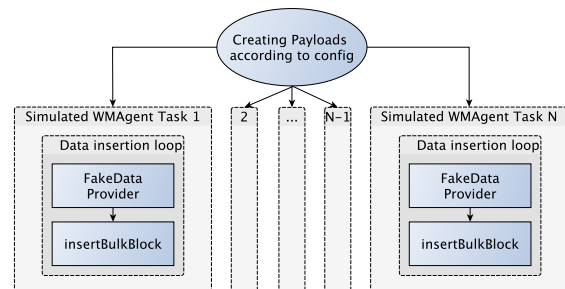 Creating Payloads
according to config
Simulated WMAgent Task 1
2
...
N-1
Simulated WMAgent Task N
Data insertion loop
FakeData
Provider
insertBulkBlock
Data insertion loop
FakeData
Provider
insertBulkBlock